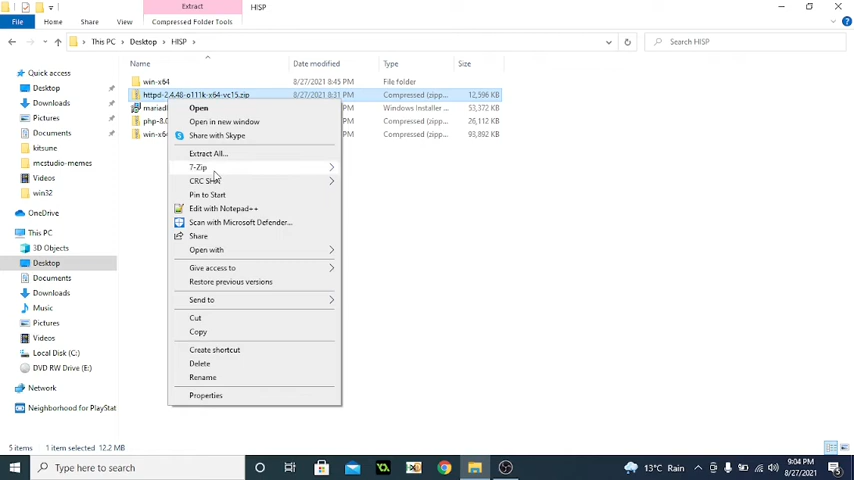 Extract
HISP
File
Home
Share
View
Compressed Folder Tools
This PC
Desktop
HISP
Search HISP
Name
Date modified
Type
Size
Quick access
Desktop
Downloads
Pictures
Documents
kitsune
mcstudio-memes
Videos
win32
OneDrive
This PC
3D Objects
Desktop
Documents
Downloads
Music
Pictures
Videos
Local Disk (C:)
DVD RW Drive (E:)
Network
Neighborhood for PlayStat
win-x64
8/27/2021 8:45 PM
File folder
httpd-2.4.48-o111k-x64-vc15.zip
8/27/2021 8:31 PM
Compressed (zipp...
12,596 KB
mariad
Windows Installer ...
53,372 KB
php-8.0
Compressed (zipp...
26,112 KB
win-x64
Compressed (zipp...
93,892 KB
Open
Open in new window
Share with Skype
Extract All...
7-Zip
CRC SHA
Pin to Start
Edit with Notepad++
Scan with Microsoft Defender...
Share
Open with
Give access to
Restore previous versions
Send to
Cut
Copy
Create shortcut
Delete
Rename
Properties
5 items
1 item selected 12.2 MB
Type here to search
13°C Rain
9:04 PM
8/27/2021
5